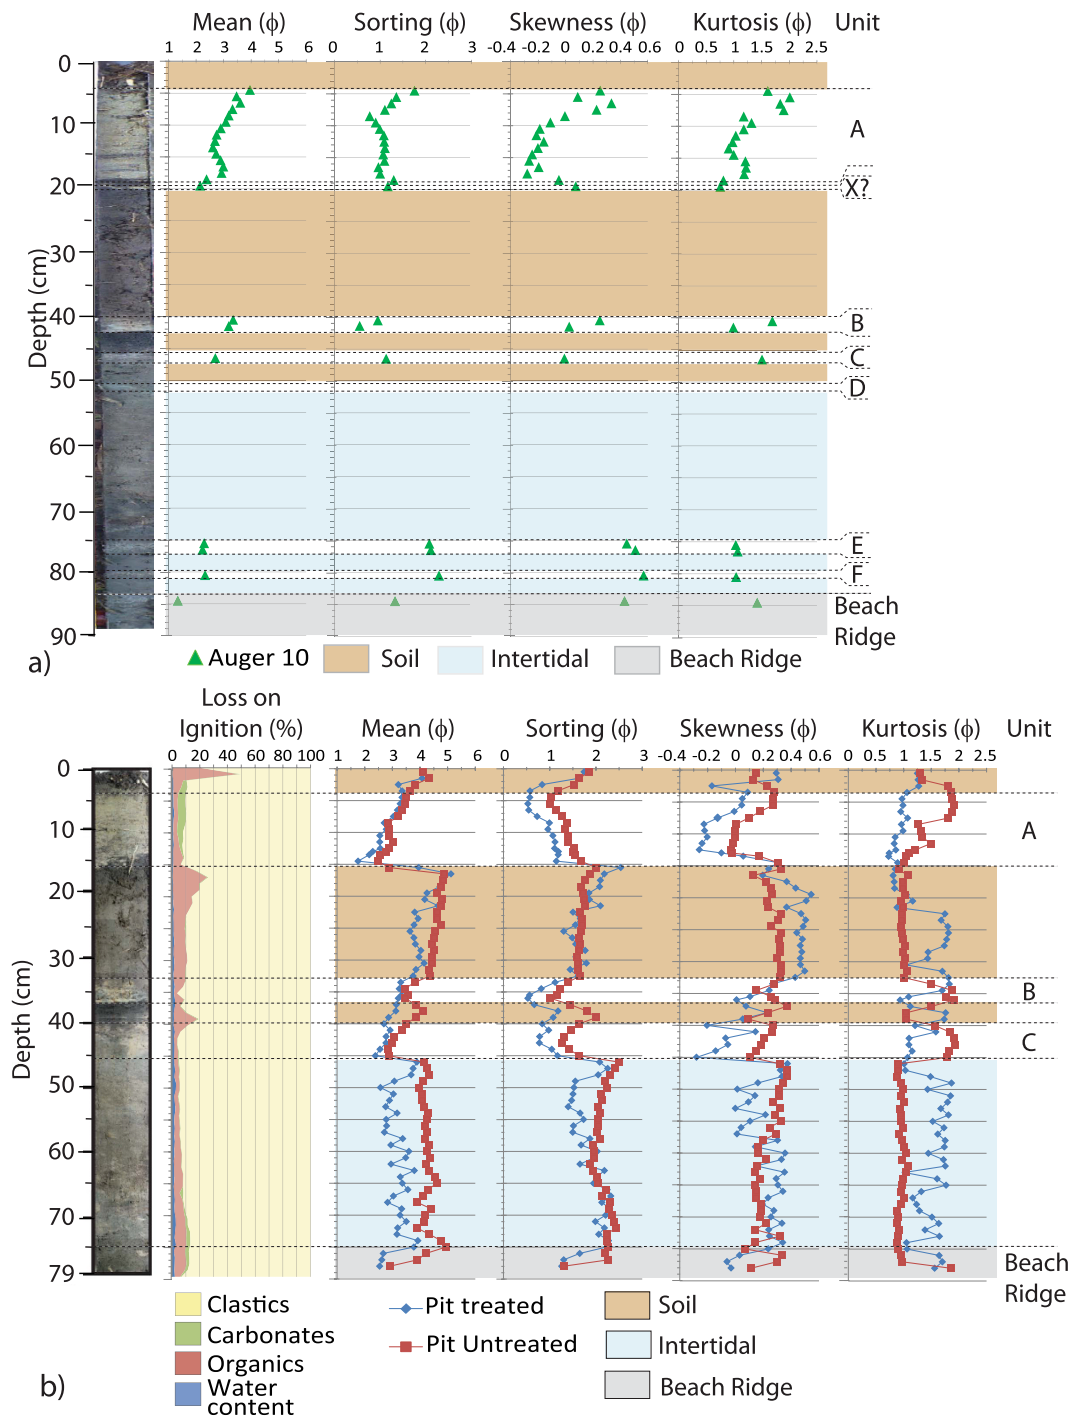 Mean (ϕ) Sorting (ϕ) Skewness (ϕ) Kurtosis (ϕ) Unit
1 2 3 4 5 6 0 1 2 3 -0.4 -0.2 0 0.2 0.4 0.6 0 0.5 1 1.5 2 2.5
0
10
A
20
X?
30
Depth (cm)
40
B
C
50
D
60
70
E
80
F
Beach
Ridge
90
a)
Auger 10 Soil Intertidal Beach Ridge
Loss on
Ignition (%) Mean (ϕ) Sorting (ϕ) Skewness (ϕ) Kurtosis (ϕ) Unit
0 20 40 60 80 100 1 2 3 4 5 6 0 1 2 3 -0.4 0 0.2 0.4 0.6 0 0.5 1 1.5 2 2.5
0
10
A
20
30
Depth (cm)
B
40
C
50
60
70
79
Beach
Ridge
Clastics Pit treated Soil
Carbonates Pit Untreated Intertidal
Organics Beach Ridge
Water
content
b)